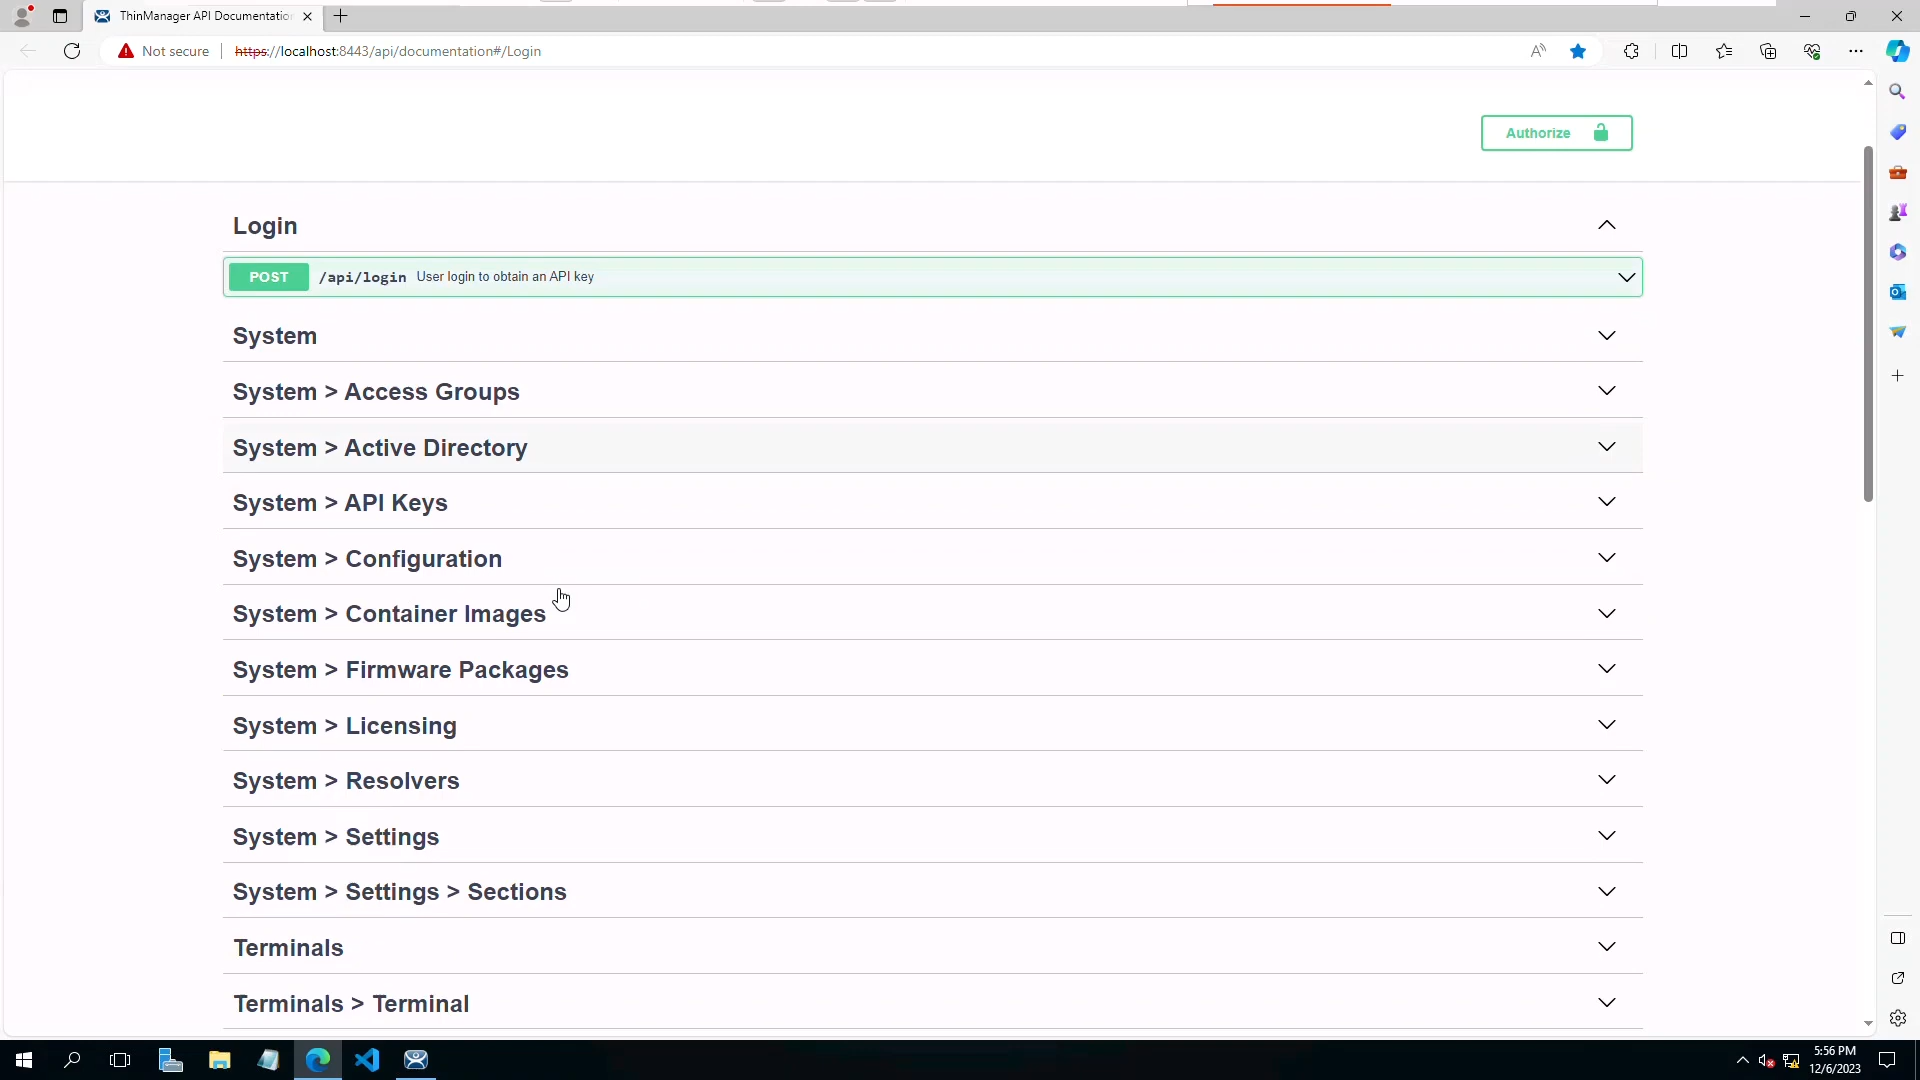 ThinManager API Documentation
Not secure
https://localhost:8443/api/documentation#/Login
Authorize
Login
POST /api/login User login to obtain an API key
System
System > Access Groups
System > Active Directory
System > API Keys
System > Configuration
System > Container Images
System > Firmware Packages
System > Licensing
System > Resolvers
System > Settings
System > Settings > Sections
Terminals
Terminals > Terminal
5:56 PM
12/6/2023